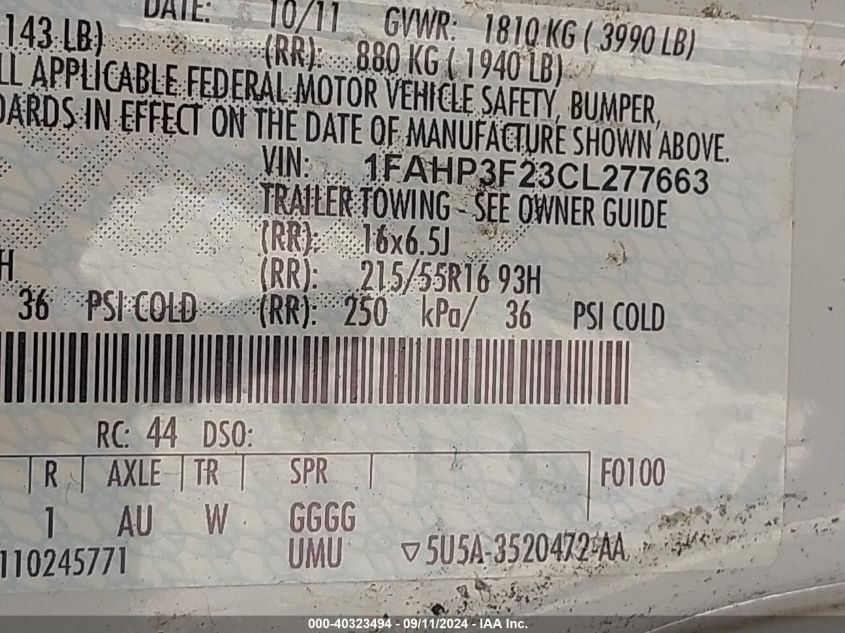 DATE: 10/11 GVWR: 1810 KG ( 3990 LB)
143 LB) (RR): 880 KG ( 1940 LB)
LL APPLICABLE FEDERAL MOTOR VEHICLE SAFETY, BUMPER,
DARDS IN EFFECT ON THE DATE OF MANUFACTURE SHOWN ABOVE.
VIN: 1FAHP3F23CL277663
TRAILER TOWING - SEE OWNER GUIDE
(RR): 16x6.5J
H (RR): 215/55R16 93H
36 PSI COLD (RR): 250 kPa/ 36 PSI COLD
RC: 44 DSO:
R AXLE TR SPR F0100
1 AU W GGGG
110245771 UMU ▽5U5A-3520472-AA
000-40323494 - 09/11/2024 - IAA Inc.